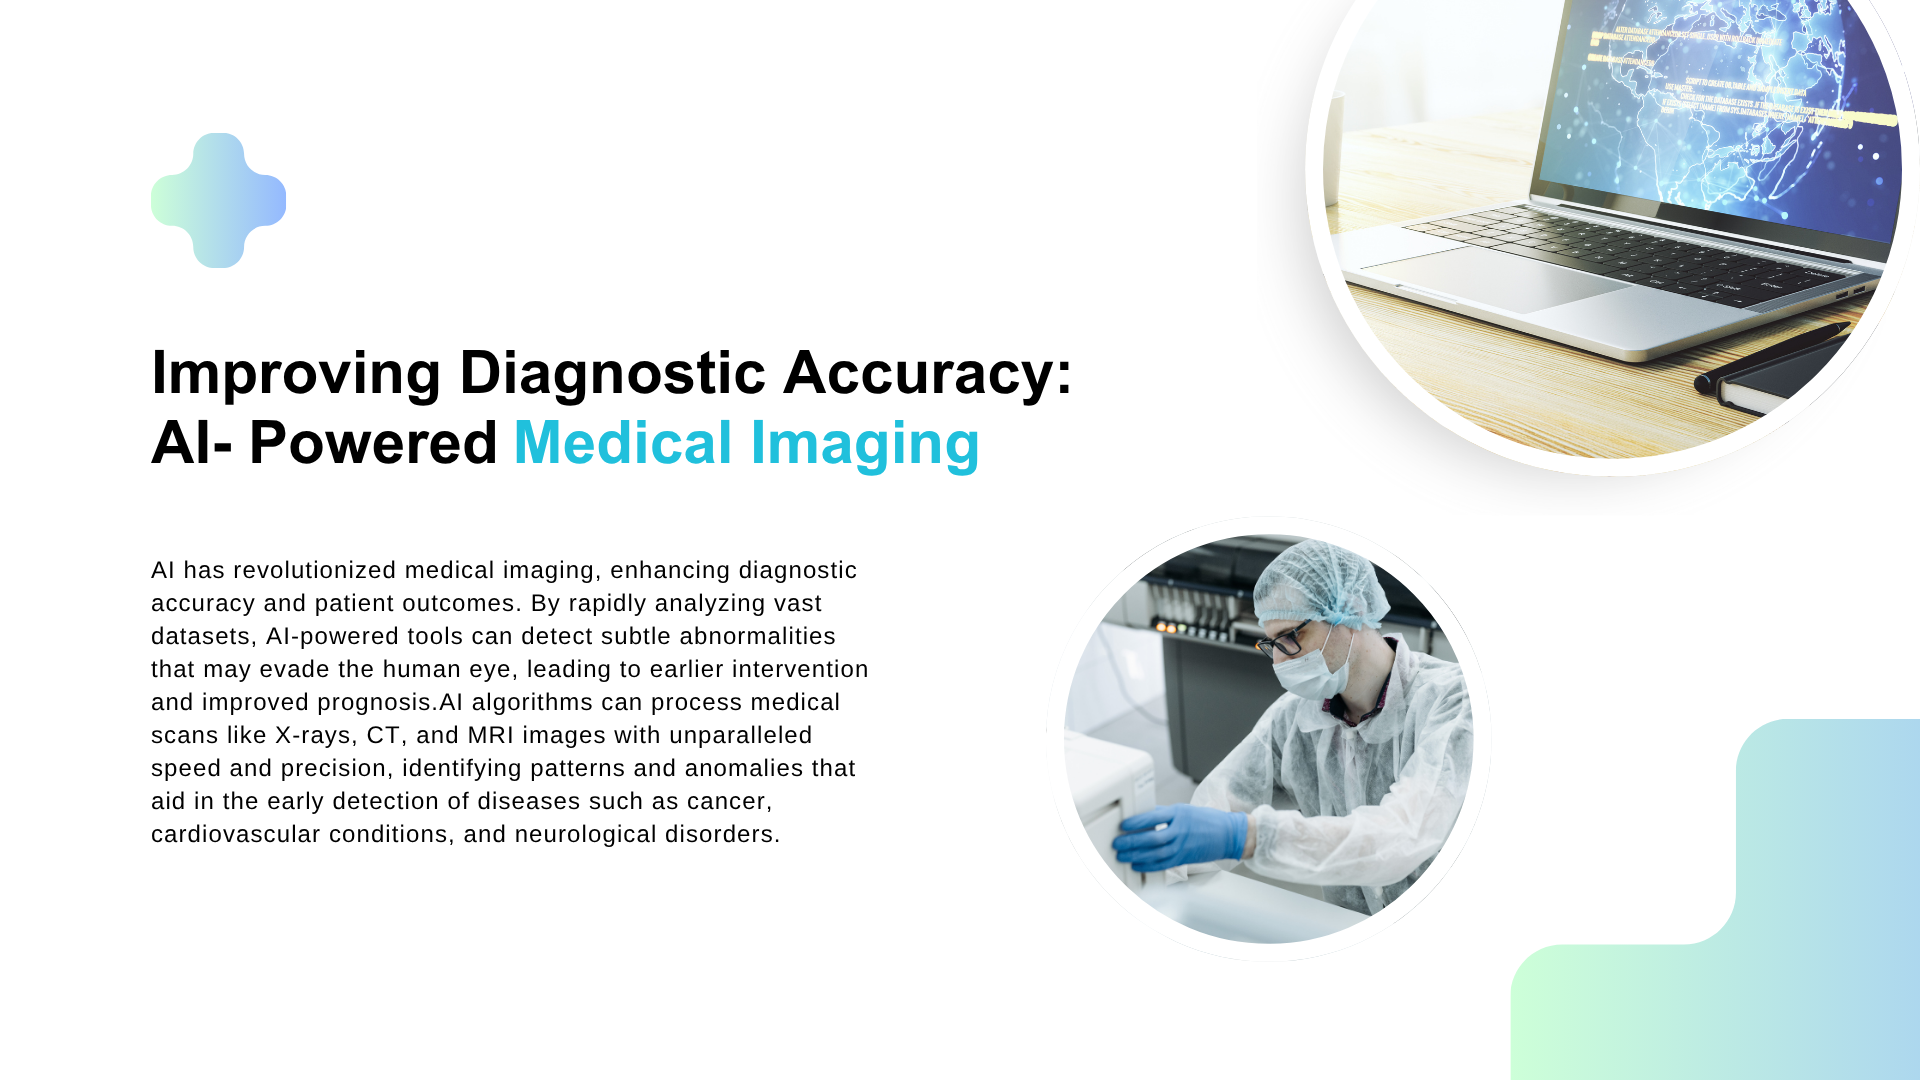 Improving Diagnostic Accuracy:
AI- Powered Medical Imaging
AI has revolutionized medical imaging, enhancing diagnostic
accuracy and patient outcomes. By rapidly analyzing vast
datasets, AI-powered tools can detect subtle abnormalities
that may evade the human eye, leading to earlier intervention
and improved prognosis.AI algorithms can process medical
scans like X-rays, CT, and MRI images with unparalleled
speed and precision, identifying patterns and anomalies that
aid in the early detection of diseases such as cancer,
cardiovascular conditions, and neurological disorders.